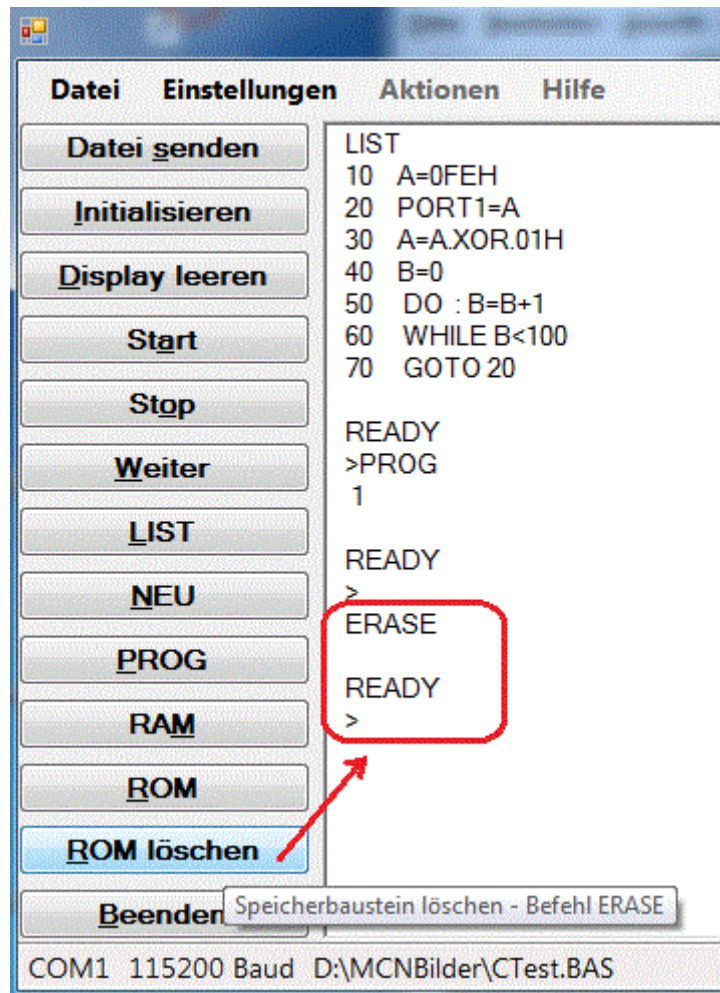 Datei Einstellungen Aktionen Hilfe
Datei senden
Initialisieren
Display leeren
Start
Stop
Weiter
LIST
NEU
PROG
RAM
ROM
ROM löschen
Beenden
LIST
10 A=0FEH
20 PORT1=A
30 A=A.XOR.01H
40 B=0
50 DO : B=B+1
60 WHILE B<100
70 GOTO 20
READY
>PROG
1
READY
>
ERASE
READY
>
Speicherbaustein löschen - Befehl ERASE
COM1 115200 Baud D:\MCNBilder\CTest.BAS